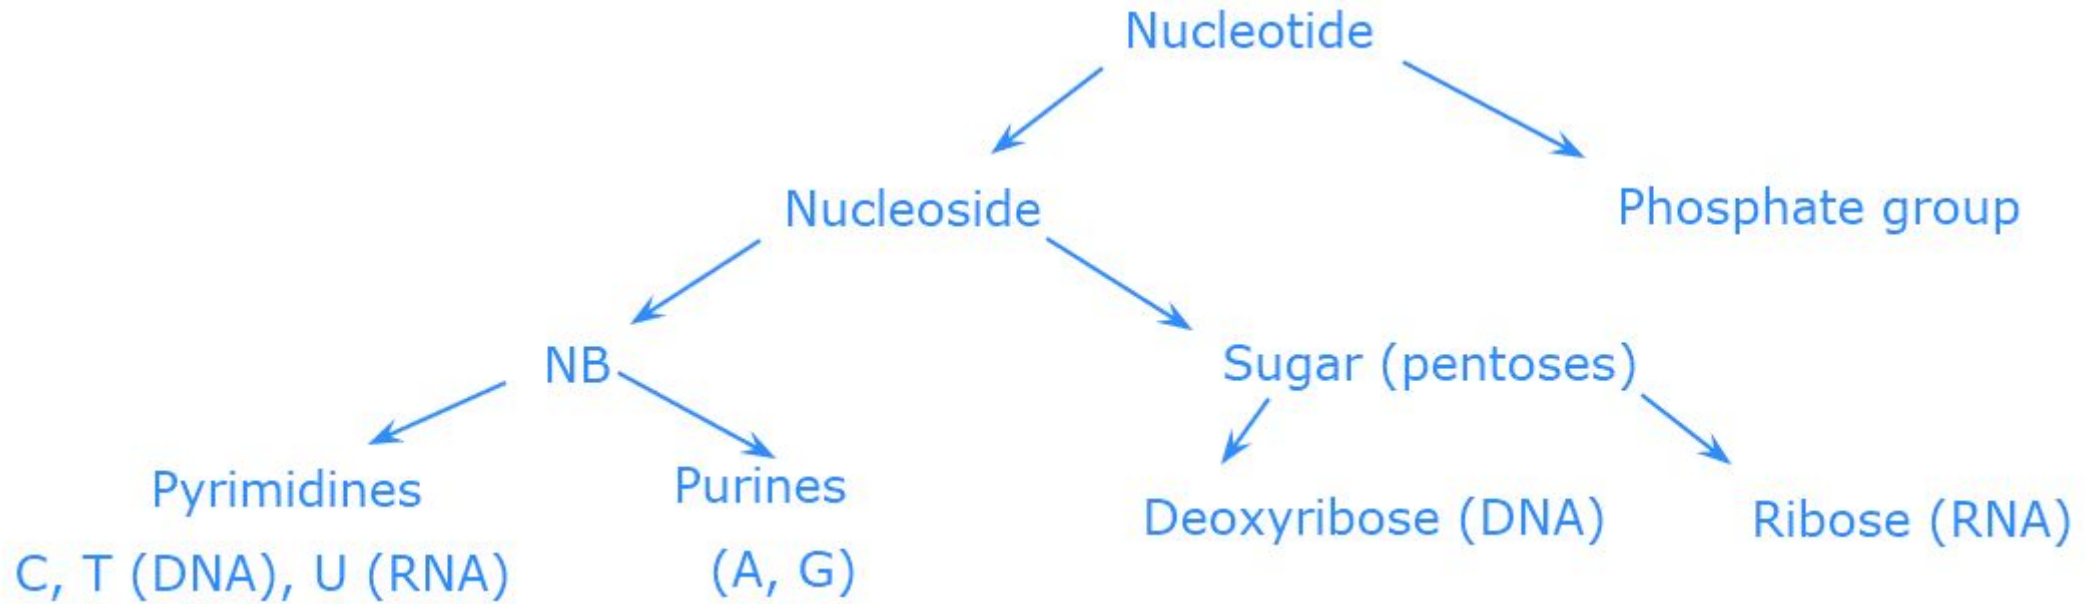 Nucleotide
Nucleoside
Phosphate group
NB
Sugar (pentoses)
Pyrimidines
C, T (DNA), U (RNA)
Purines
(A, G)
Deoxyribose (DNA)
Ribose (RNA)